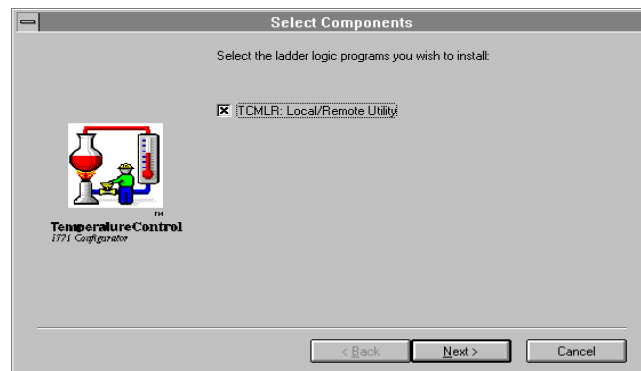 Select Components
Select the ladder logic programs you wish to install:
TCMLR: Local/Remote Utility
TM
TemperatureControl
1771 Configurator
< Back
Next >
Cancel